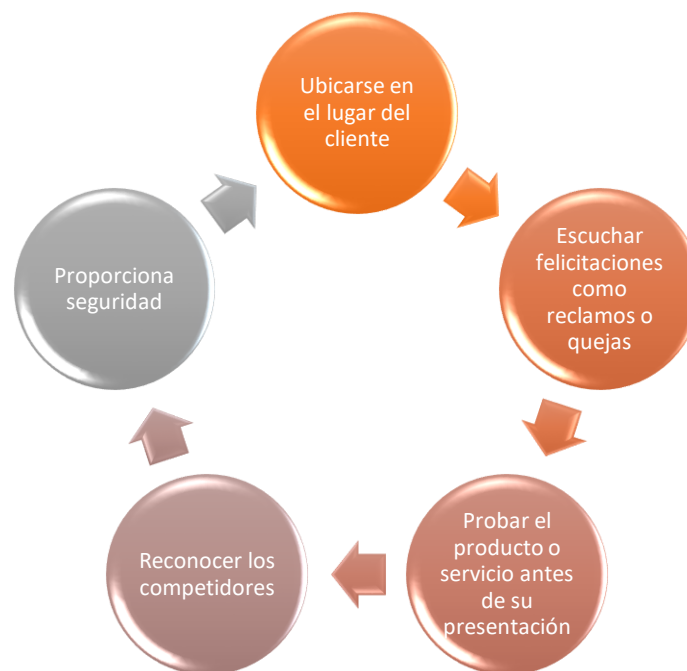 Ubicarse en
el lugar del
cliente
Escuchar
felicitaciones
como
reclamos o
quejas
Probar el
producto o
servicio antes
de su
presentación
Reconocer los
competidores
Proporciona
seguridad